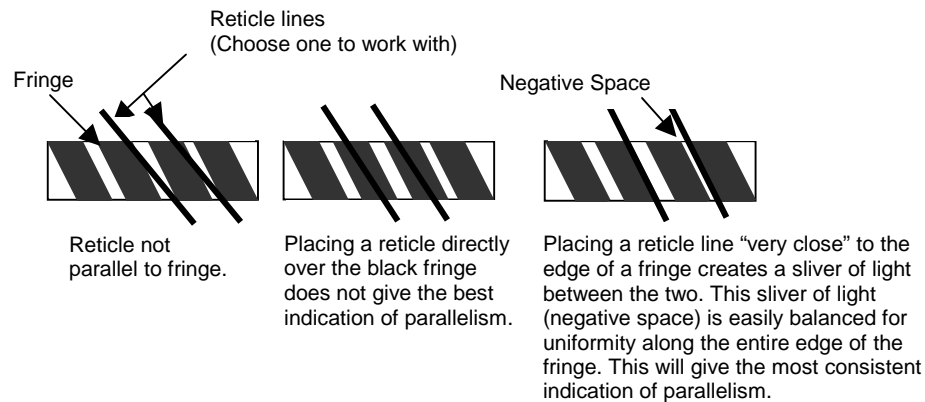 Reticle lines
(Choose one to work with)
Fringe
Negative Space
Reticle not
parallel to fringe.
Placing a reticle directly
over the black fringe
does not give the best
indication of parallelism.
Placing a reticle line “very close” to the
edge of a fringe creates a sliver of light
between the two. This sliver of light
(negative space) is easily balanced for
uniformity along the entire edge of the
fringe. This will give the most consistent
indication of parallelism.